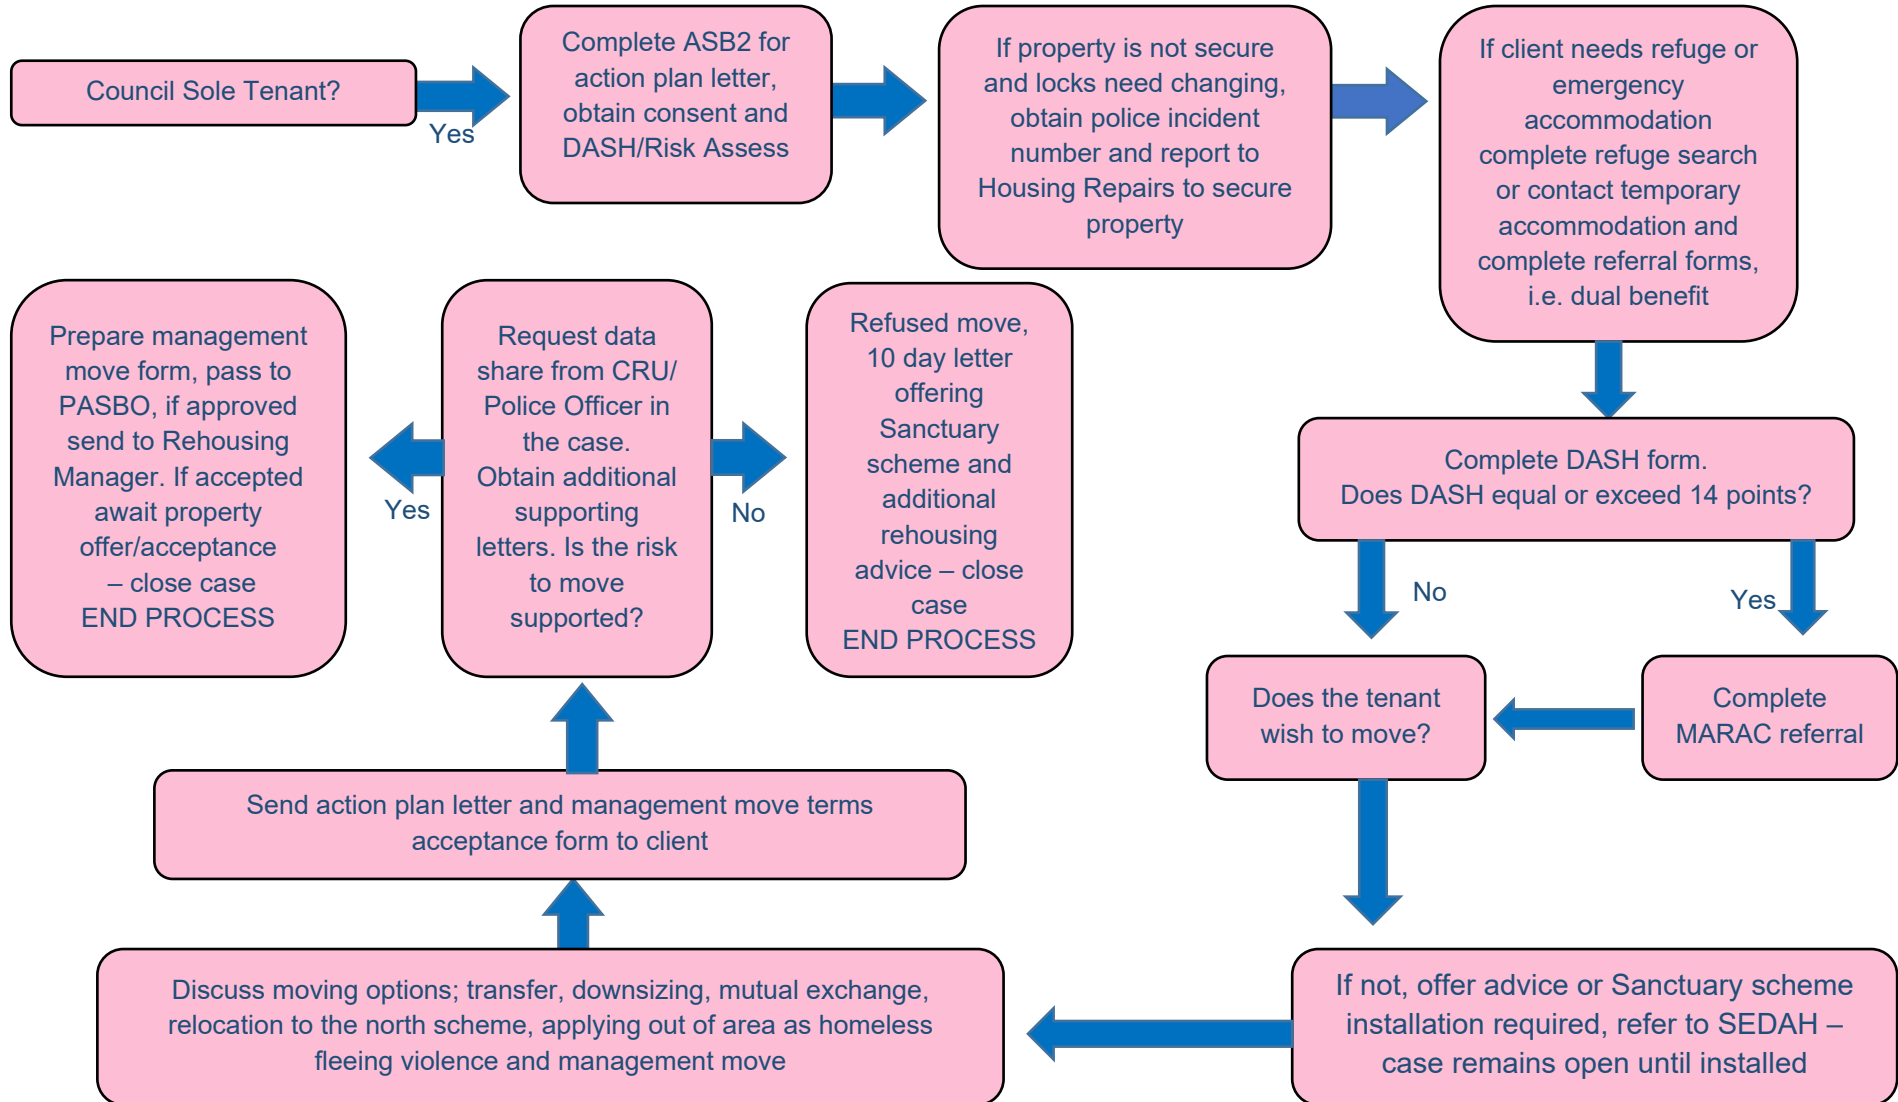 Council Sole Tenant?
Yes
Complete ASB2 for
action plan letter,
obtain consent and
DASH/Risk Assess
If property is not secure
and locks need changing,
obtain police incident
number and report to
Housing Repairs to secure
property
If client needs refuge or
emergency
accommodation
complete refuge search
or contact temporary
accommodation and
complete referral forms,
i.e. dual benefit
Complete DASH form.
Does DASH equal or exceed 14 points?
No
Yes
Complete
MARAC referral
Does the tenant
wish to move?
If not, offer advice or Sanctuary scheme
installation required, refer to SEDAH –
case remains open until installed
Discuss moving options; transfer, downsizing, mutual exchange,
relocation to the north scheme, applying out of area as homeless
fleeing violence and management move
Send action plan letter and management move terms
acceptance form to client
Request data
share from CRU/
Police Officer in
the case.
Obtain additional
supporting
letters. Is the risk
to move
supported?
Yes
No
Prepare management
move form, pass to
PASBO, if approved
send to Rehousing
Manager. If accepted
await property
offer/acceptance
– close case
END PROCESS
Refused move,
10 day letter
offering
Sanctuary
scheme and
additional
rehousing
advice – close
case
END PROCESS